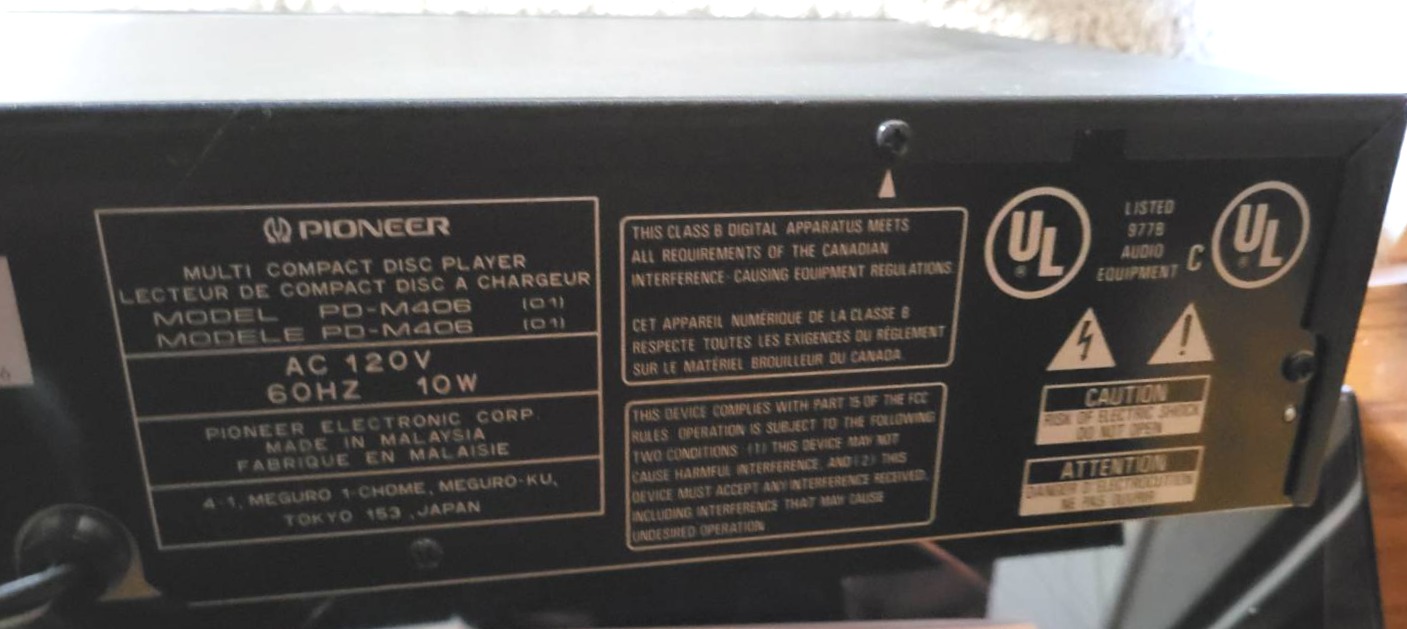 PIONEER
MULTI COMPACT DISC PLAYER
LECTEUR DE COMPACT DISC A CHARGEUR
MODEL PD-M406 (01)
MODELE PD-M406 (01)
AC 120V
60HZ 10W
PIONEER ELECTRONIC CORP.
MADE IN MALAYSIA
FABRIQUE EN MALAISIE
4-1, MEGURO 1-CHOME, MEGURO-KU,
TOKYO 153, JAPAN
THIS CLASS B DIGITAL APPARATUS MEETS
ALL REQUIREMENTS OF THE CANADIAN
INTERFERENCE-CAUSING EQUIPMENT REGULATIONS.
CET APPAREIL NUMÉRIQUE DE LA CLASSE B
RESPECTE TOUTES LES EXIGENCES DU RÉGLEMENT
SUR LE MATÉRIEL BROUILLEUR DU CANADA.
THIS DEVICE COMPLIES WITH PART 15 OF THE FCC
RULES. OPERATION IS SUBJECT TO THE FOLLOWING
TWO CONDITIONS: (1) THIS DEVICE MAY NOT
CAUSE HARMFUL INTERFERENCE, AND (2) THIS
DEVICE MUST ACCEPT ANY INTERFERENCE RECEIVED,
INCLUDING INTERFERENCE THAT MAY CAUSE
UNDESIRED OPERATION.
UL ®
LISTED
977B
AUDIO
EQUIPMENT
C UL ®
CAUTION
RISK OF ELECTRIC SHOCK
DO NOT OPEN
ATTENTION
DANGER D'ELECTROCUTION
NE PAS OUVRIR
6